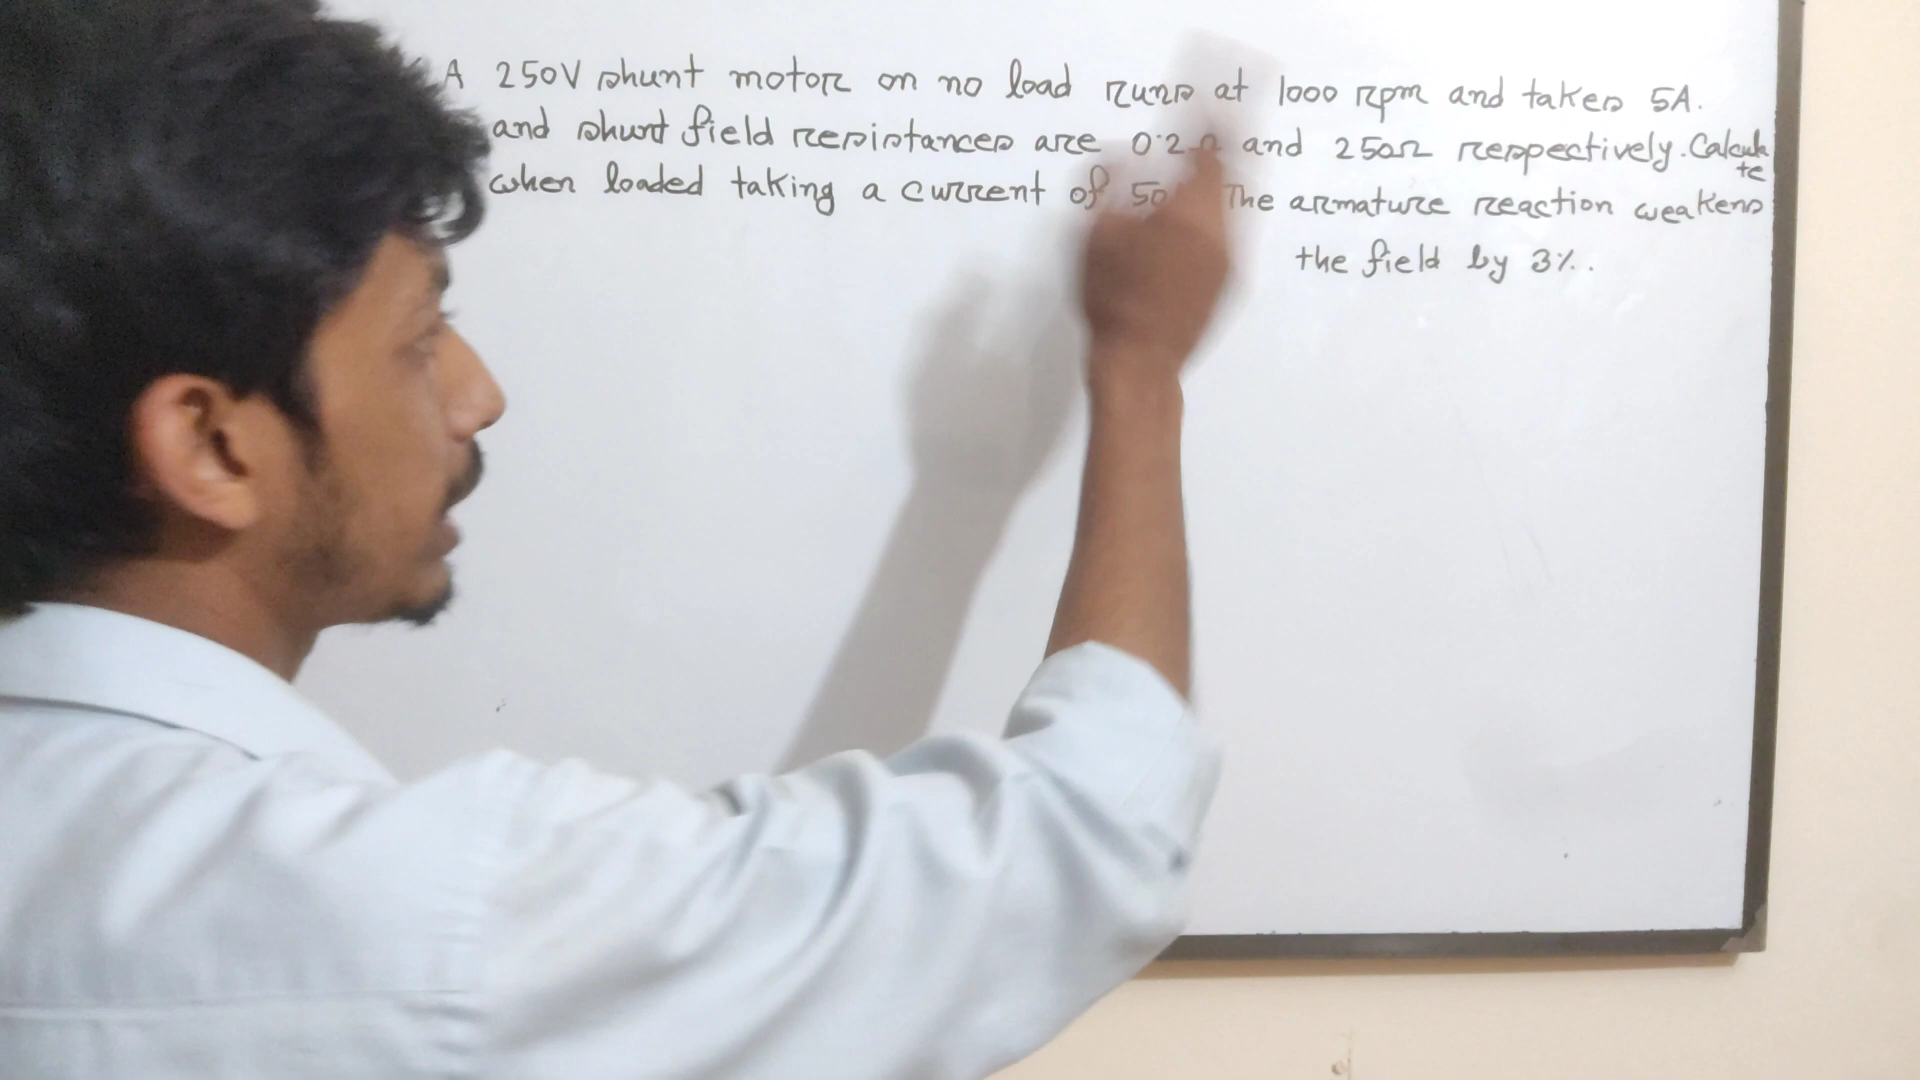 A 250V shunt motor on no load runs at 1000 rpm and takes 5A.
and shunt field resistances are 0.2Ω and 250Ω respectively. Calculate
when loaded taking a current of 50 The armature reaction weakens
the field by 3%.